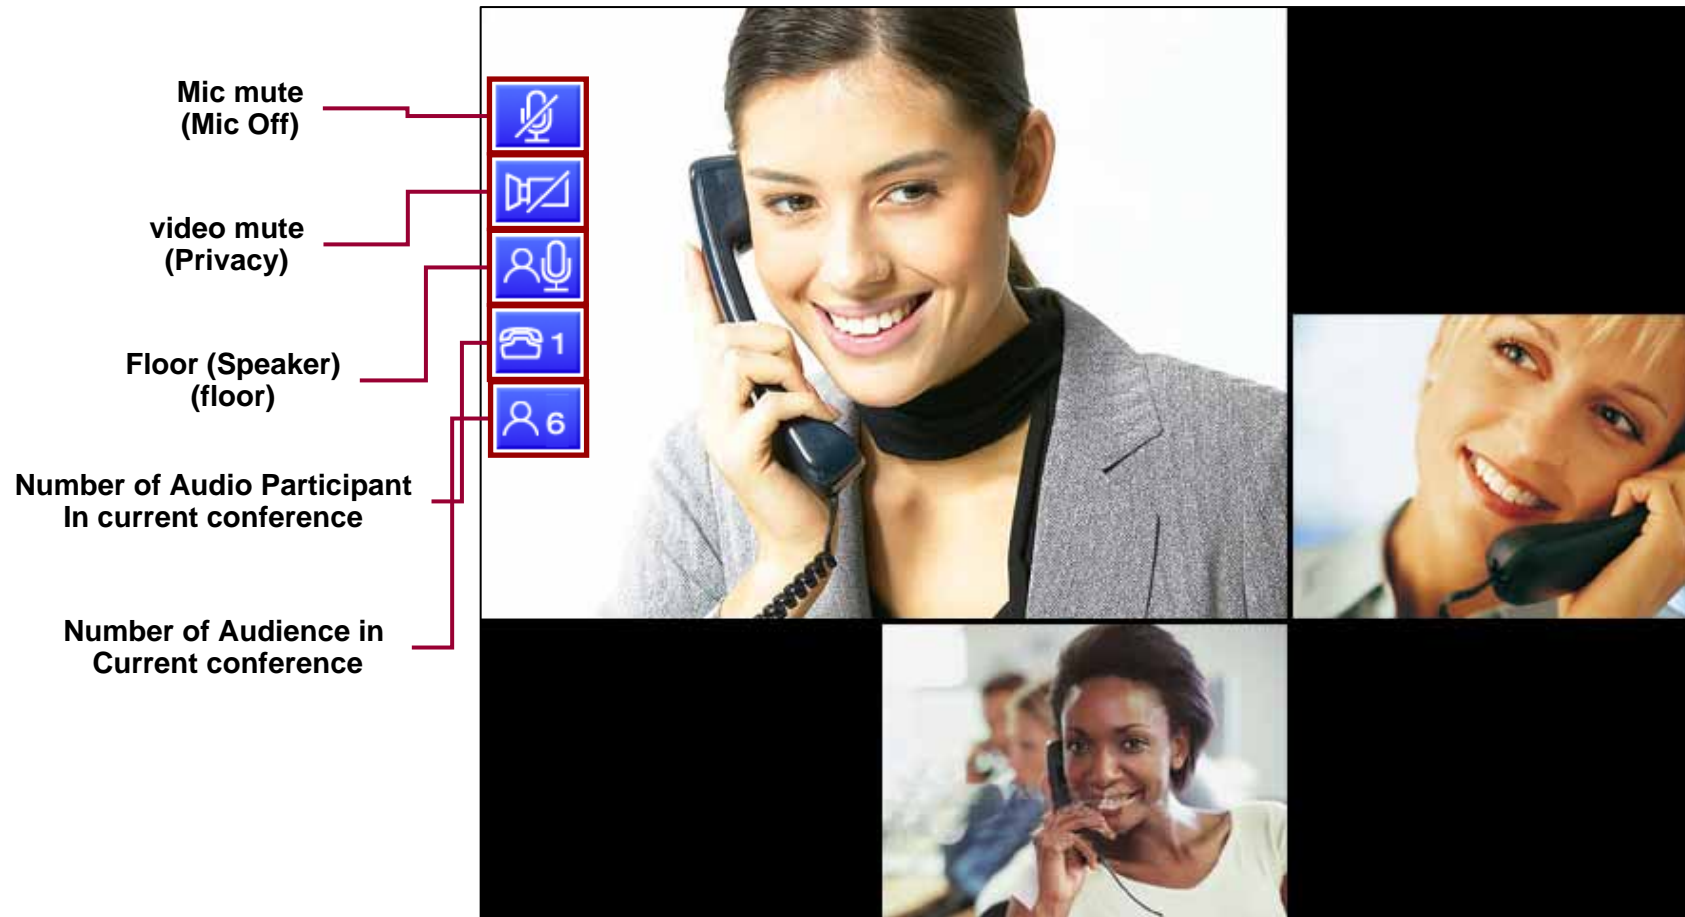 Mic mute
(Mic Off)
video mute
(Privacy)
Floor (Speaker)
(floor)
1
6
Number of Audio Participant
In current conference
Number of Audience in
Current conference